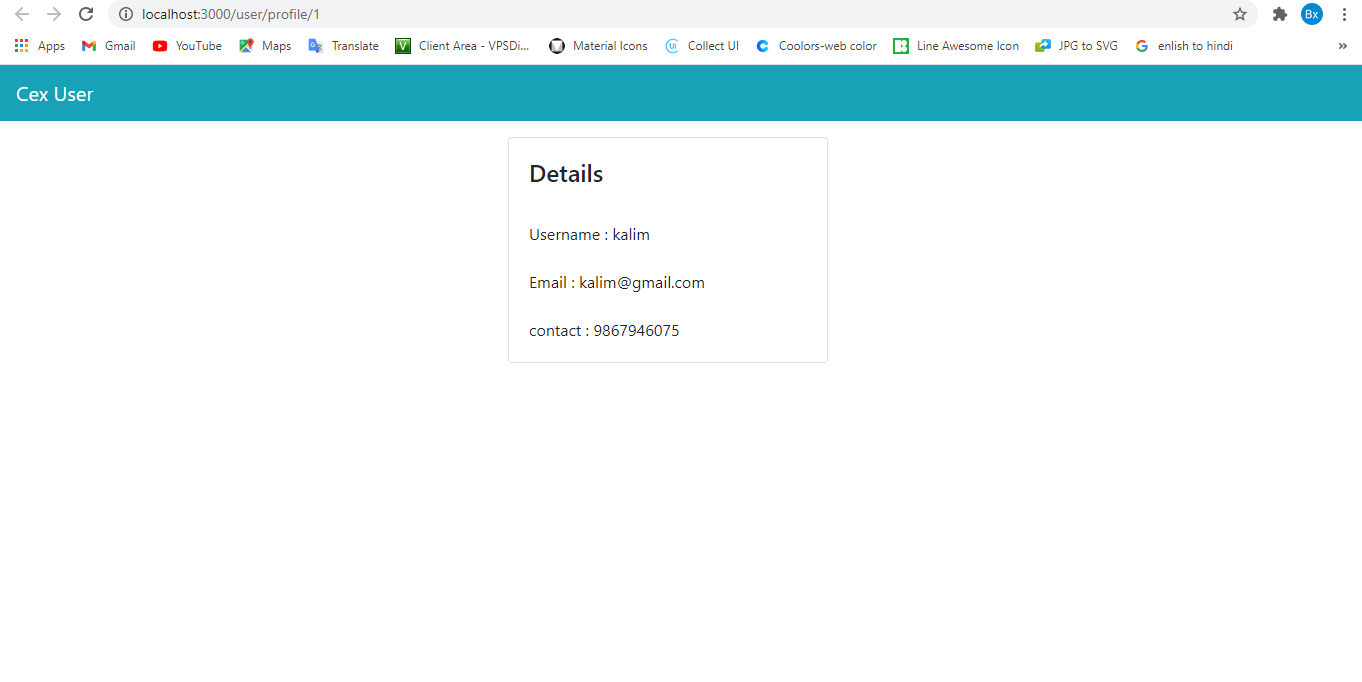 localhost:3000/user/profile/1
Bx
Apps Gmail YouTube Maps Translate V Client Area - VPSDi... Material Icons UI Collect UI Coolors-web color Line Awesome Icon JPG to SVG enlish to hindi »
Cex User
Details
Username : kalim
Email : kalim@gmail.com
contact : 9867946075